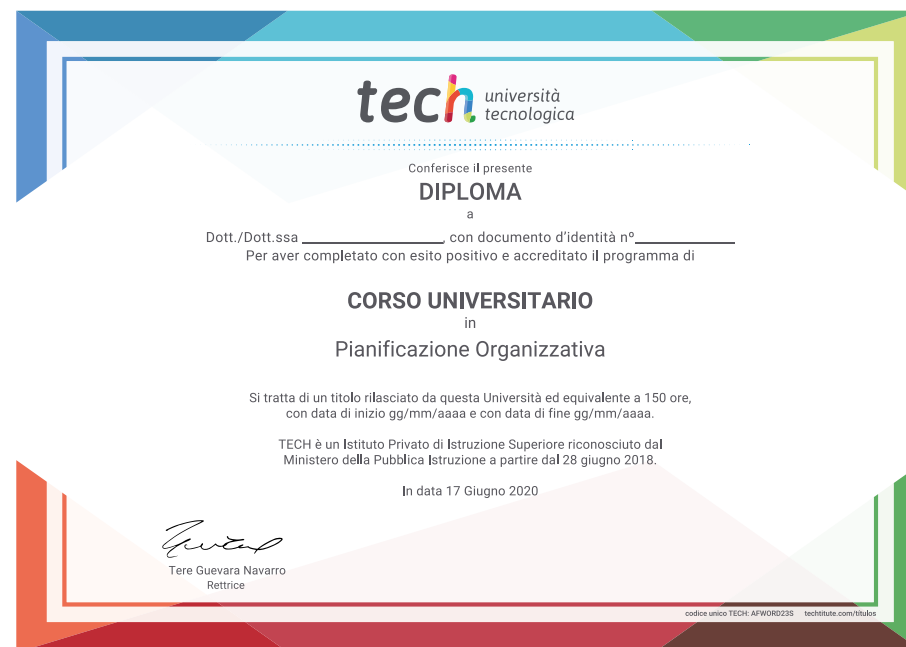 tech università
tecnologica
Conferisce il presente
DIPLOMA
a
Dott./Dott.ssa ________________, con documento d'identità nº____________
Per aver completato con esito positivo e accreditato il programma di
CORSO UNIVERSITARIO
in
Pianificazione Organizzativa
Si tratta di un titolo rilasciato da questa Università ed equivalente a 150 ore,
con data di inizio gg/mm/aaaa e con data di fine gg/mm/aaaa.
TECH è un Istituto Privato di Istruzione Superiore riconosciuto dal
Ministero della Pubblica Istruzione a partire dal 28 giugno 2018.
In data 17 Giugno 2020
Tere Guevara Navarro
Rettrice
codice unico TECH: AFWORD23S techtitute.com/títulos